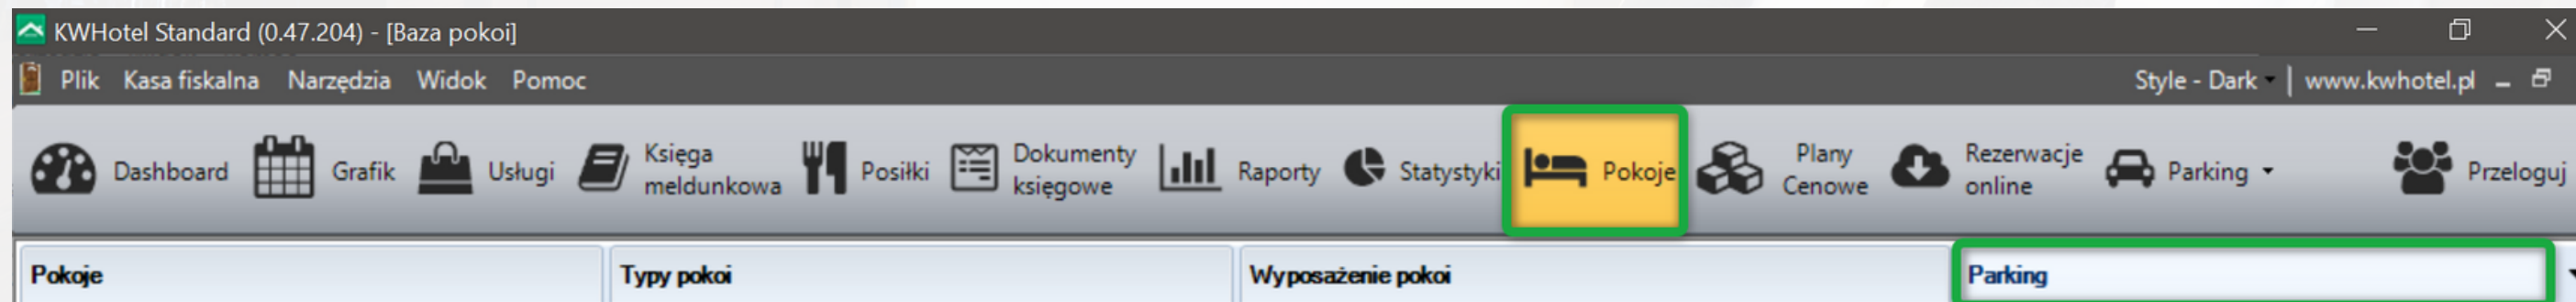 KWHotel Standard (0.47.204) - [Baza pokoi]
Plik Kasa fiskalna Narzędzia Widok Pomoc Style - Dark www.kwhotel.pl
Dashboard Grafik Usługi Księga meldunkowa Posiłki Dokumenty księgowe Raporty Statystyki Pokoje Plany Cenowe Rezerwacje online Parking Przeloguj
Pokoje Typy pokoi Wyposażenie pokoi Parking